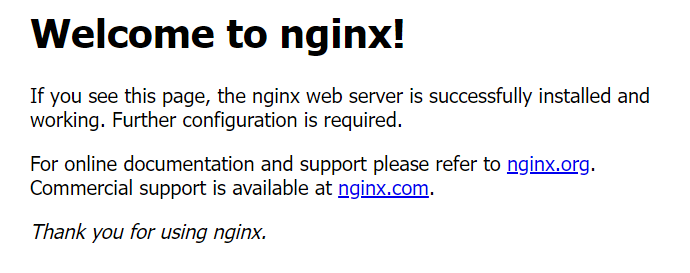 Welcome to nginx!
If you see this page, the nginx web server is successfully installed and
working. Further configuration is required.
For online documentation and support please refer to nginx.org.
Commercial support is available at nginx.com.
Thank you for using nginx.